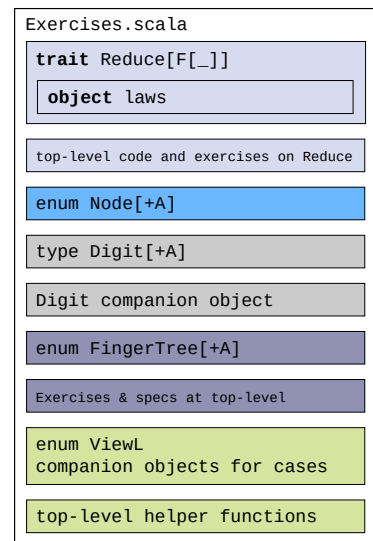 Exercises.scala
trait Reduce[F[_]]
object laws
top-level code and exercises on Reduce
enum Node[+A]
type Digit[+A]
Digit companion object
enum FingerTree[+A]
Exercises & specs at top-level
enum ViewL
companion objects for cases
top-level helper functions